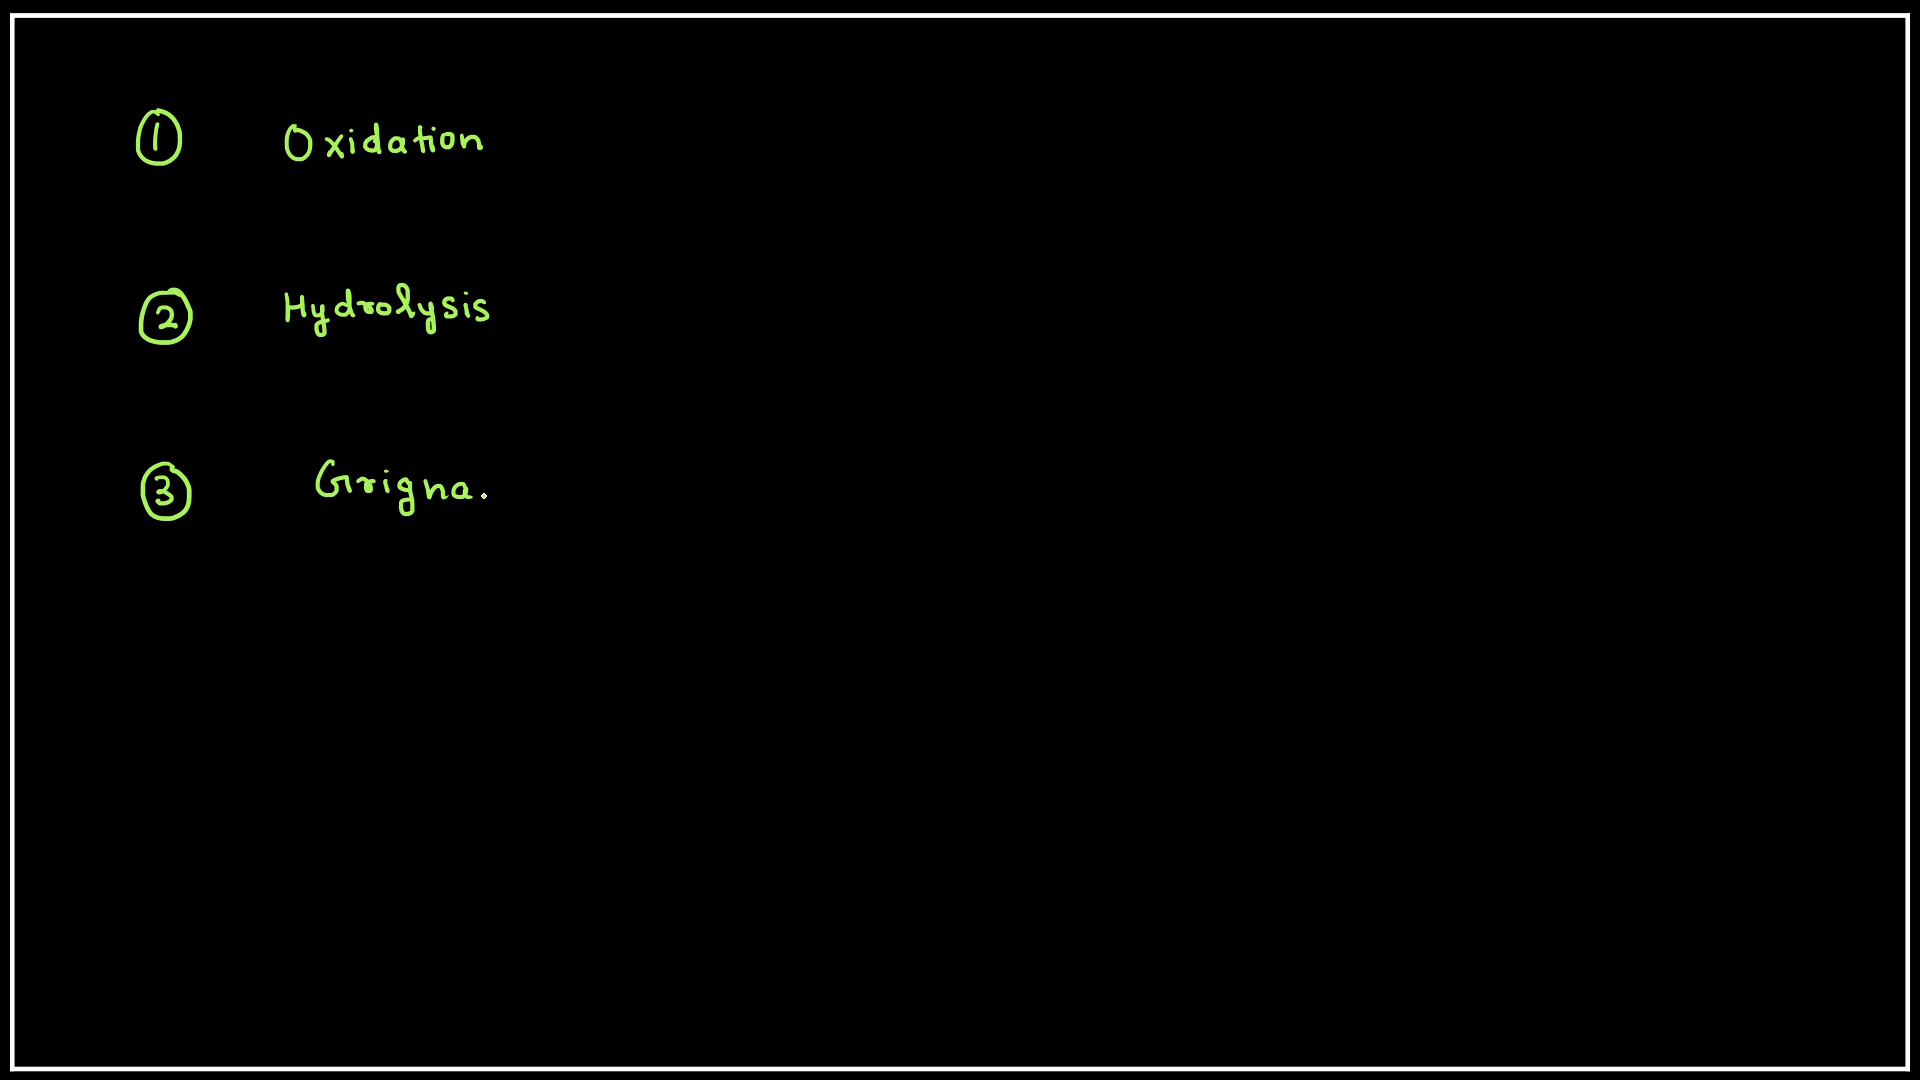 ① Oxidation
② Hydrolysis
③ Grigna.